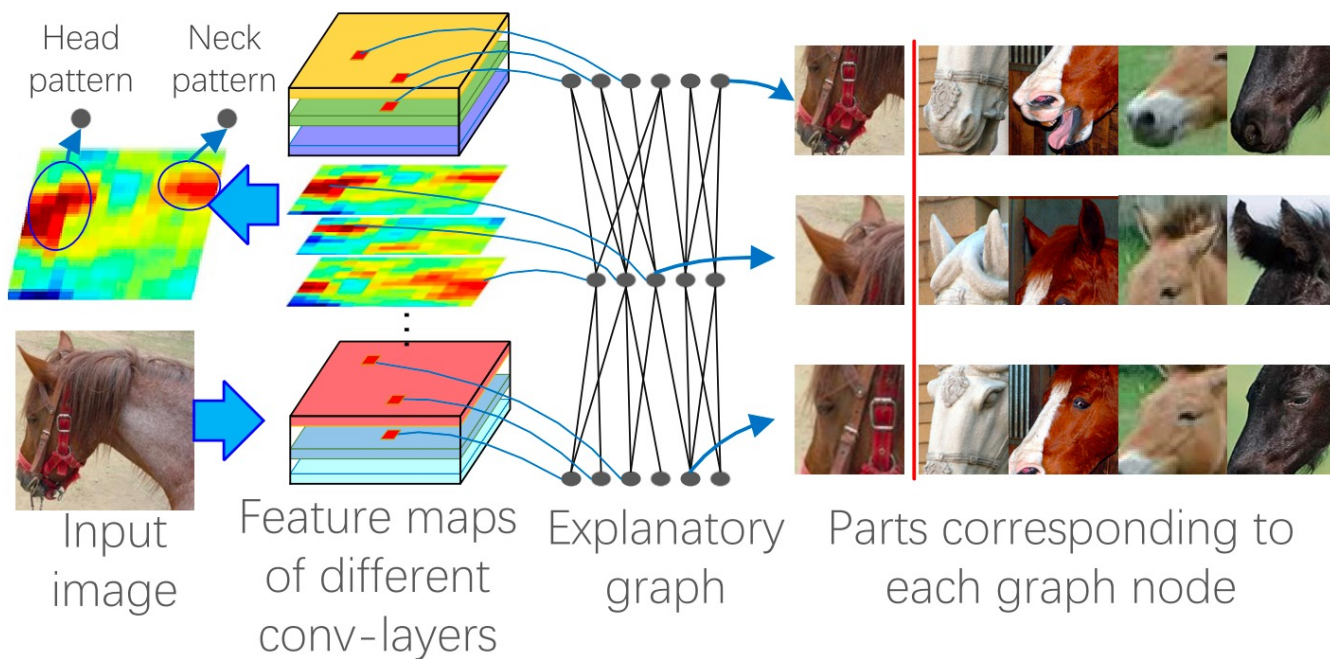 Head
pattern
Neck
pattern
Input
image
Feature maps
of different
conv-layers
Explanatory
graph
Parts corresponding to
each graph node